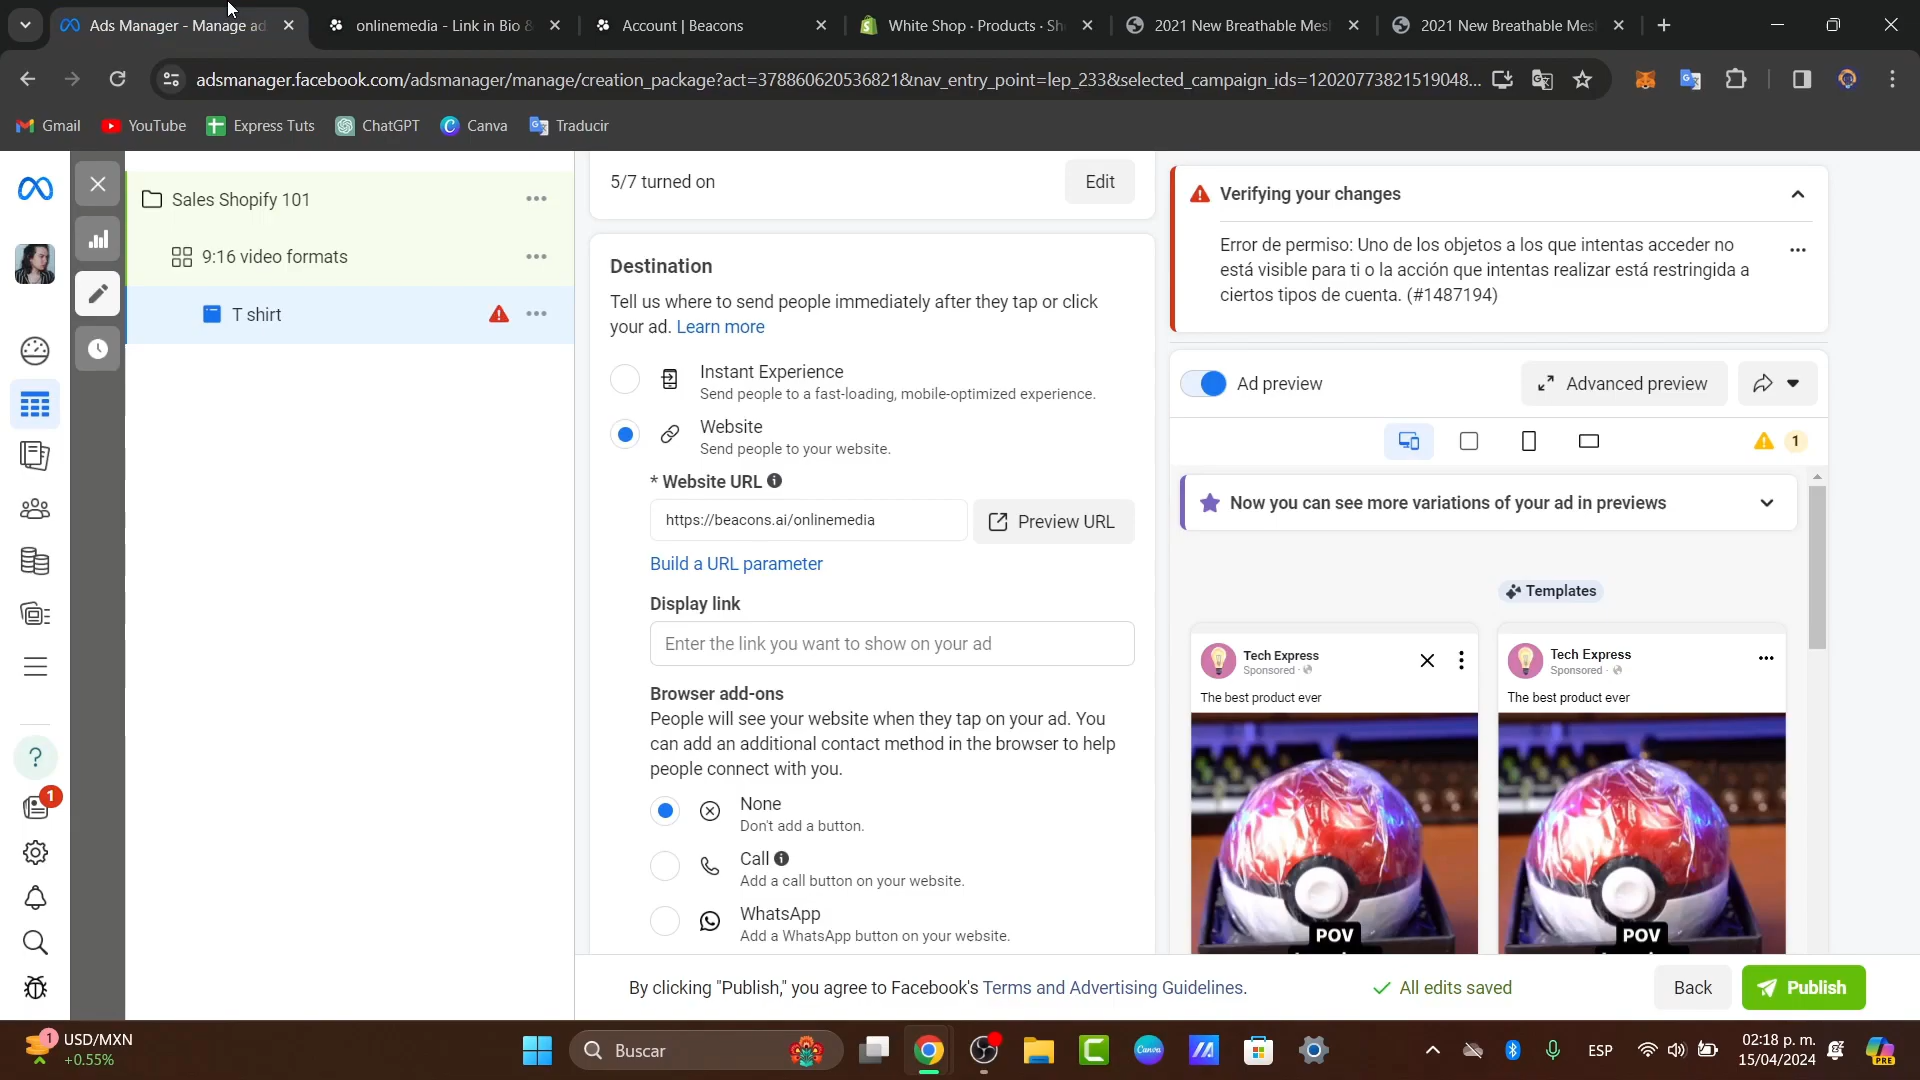 Ads Manager - Manage ad
onlinemedia - Link in Bio &
Account | Beacons
White Shop · Products · Sh
2021 New Breathable Mes
2021 New Breathable Mes
adsmanager.facebook.com/adsmanager/manage/creation_package?act=378860620536821&nav_entry_point=lep_233&selected_campaign_ids=12020773821519048...
Gmail
YouTube
Express Tuts
ChatGPT
Canva
Traducir
Sales Shopify 101
9:16 video formats
T shirt
5/7 turned on
Edit
Destination
Tell us where to send people immediately after they tap or click
your ad. Learn more
Instant Experience
Send people to a fast-loading, mobile-optimized experience.
Website
Send people to your website.
* Website URL
https://beacons.ai/onlinemedia
Preview URL
Build a URL parameter
Display link
Enter the link you want to show on your ad
Browser add-ons
People will see your website when they tap on your ad. You
can add an additional contact method in the browser to help
people connect with you.
None
Don't add a button.
Call
Add a call button on your website.
WhatsApp
Add a WhatsApp button on your website.
Verifying your changes
Error de permiso: Uno de los objetos a los que intentas acceder no
está visible para ti o la acción que intentas realizar está restringida a
ciertos tipos de cuenta. (#1487194)
Ad preview
Advanced preview
1
Now you can see more variations of your ad in previews
Templates
Tech Express
Sponsored ·
The best product ever
POV
Tech Express
Sponsored ·
The best product ever
POV
1
By clicking "Publish," you agree to Facebook's Terms and Advertising Guidelines.
All edits saved
Back
Publish
1
USD/MXN
+0.55%
Buscar
Canva
ESP
02:18 p. m.
15/04/2024
PRE